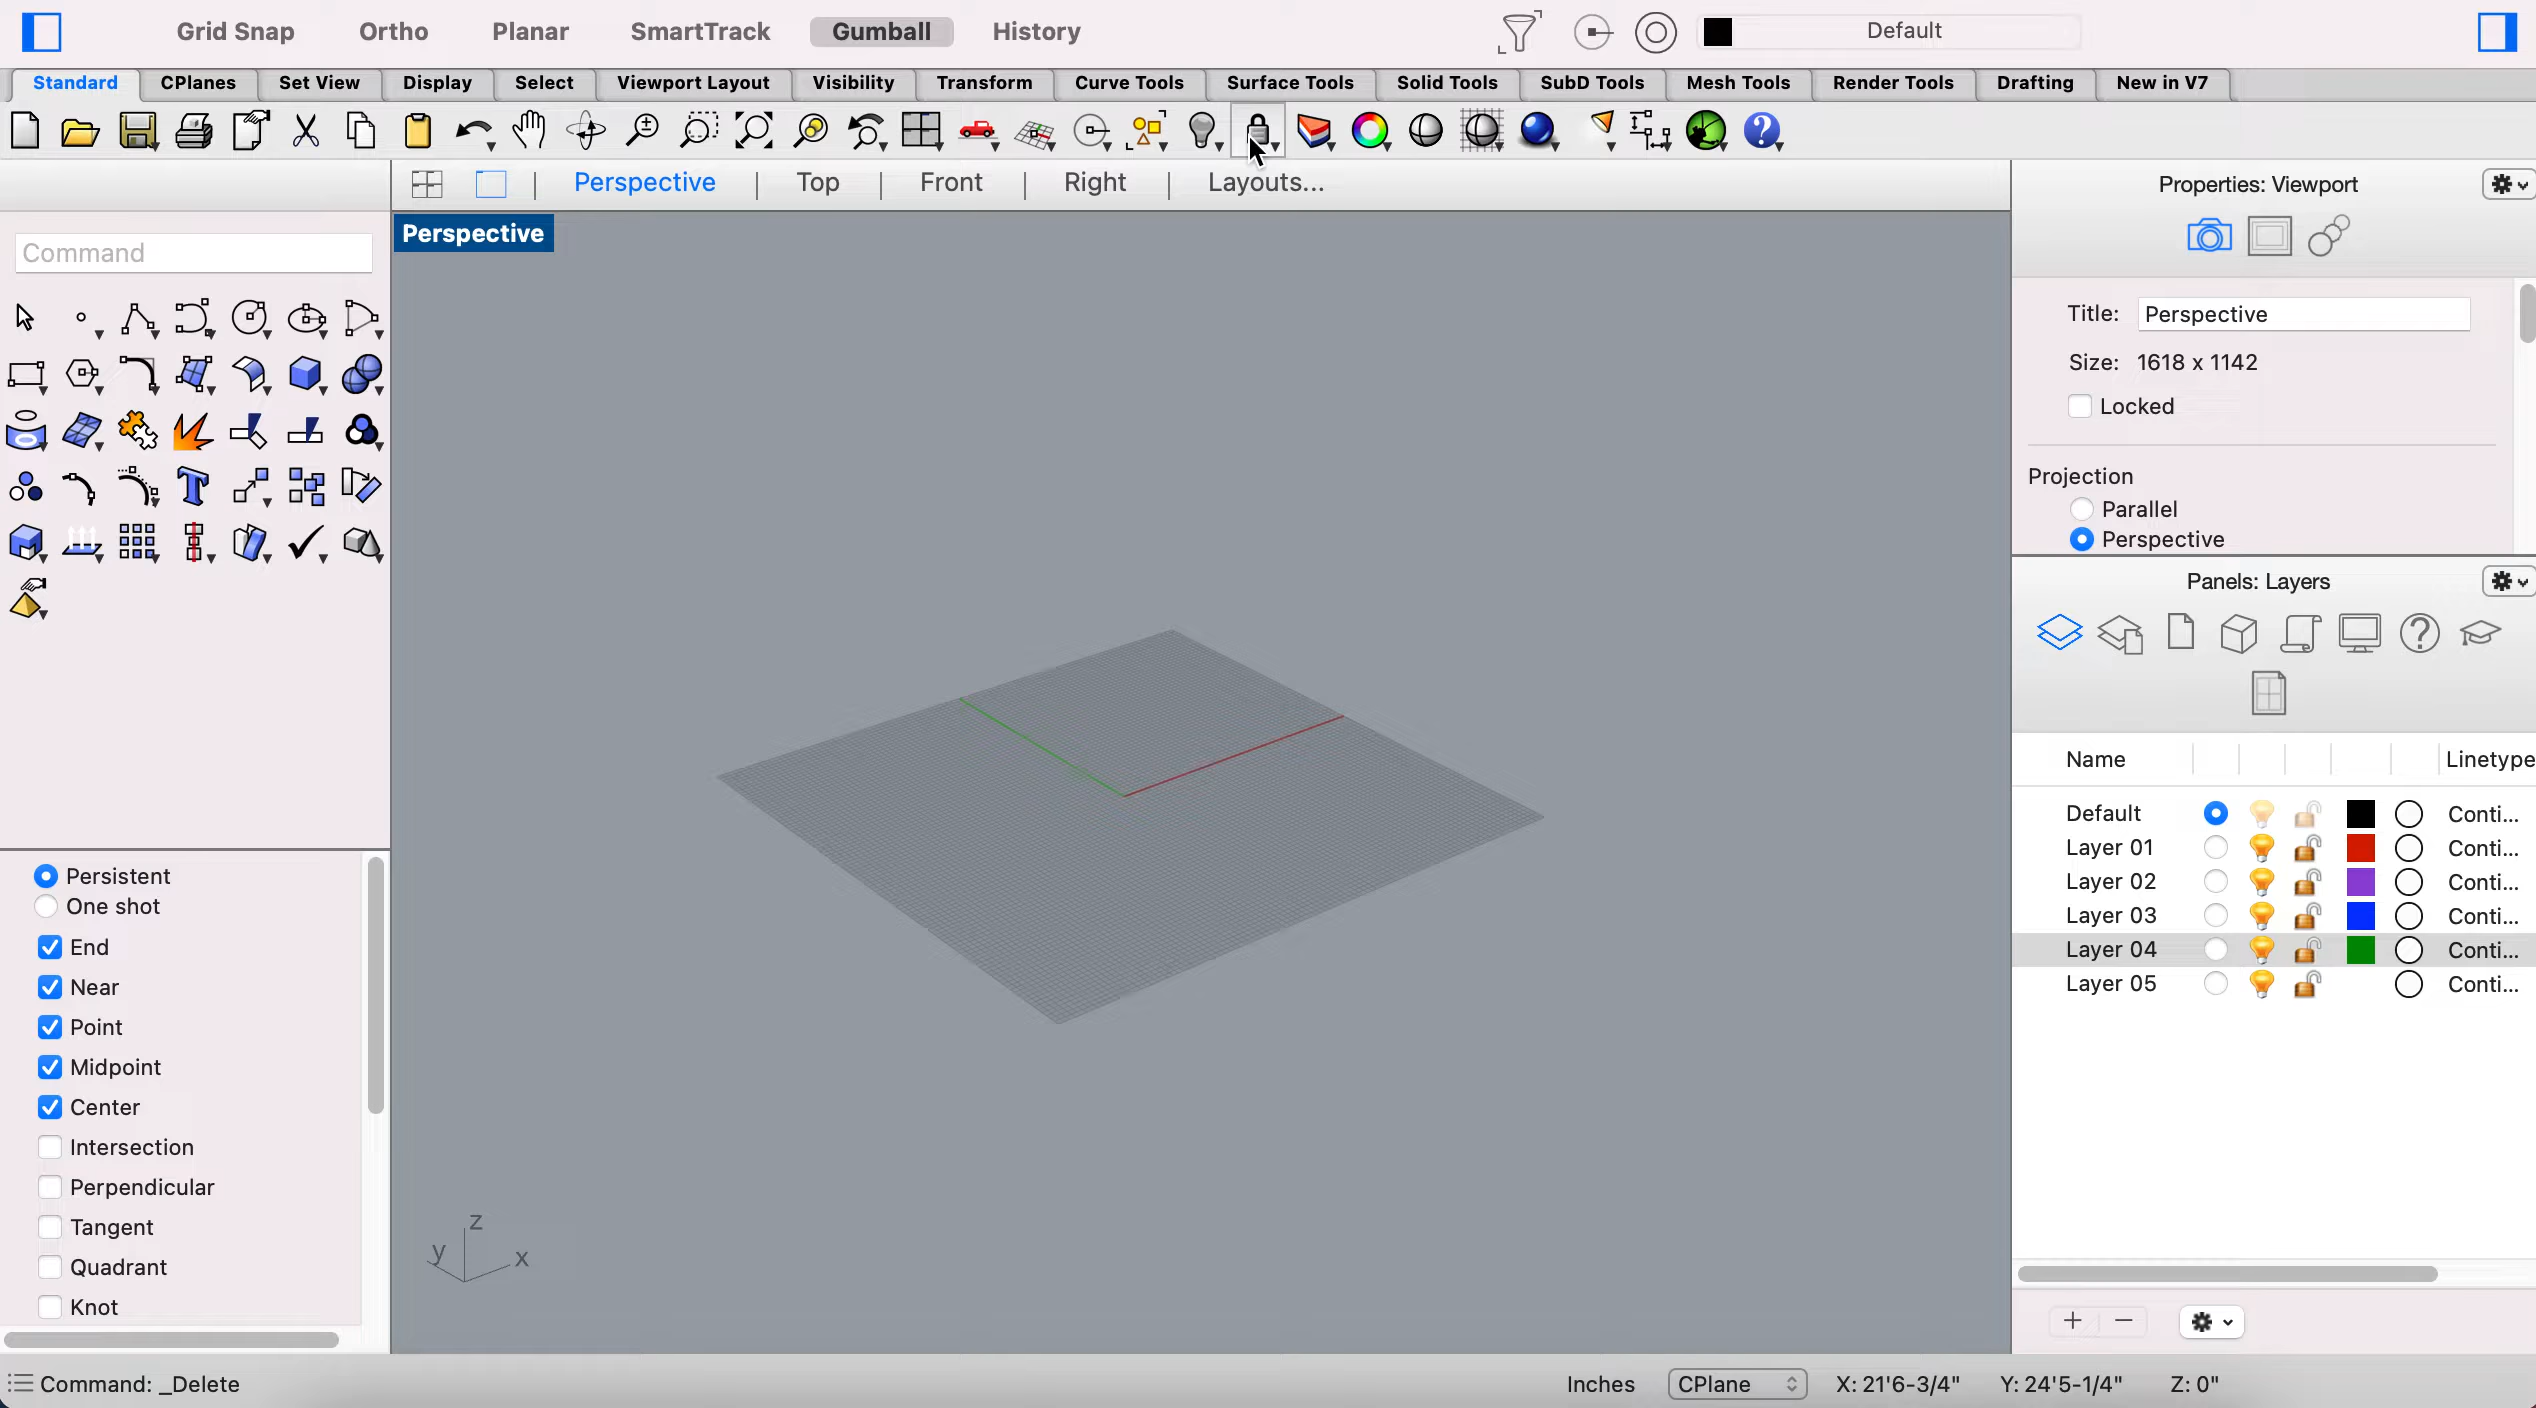 Grid Snap Ortho Planar SmartTrack Gumball History Default
Standard CPlanes Set View Display Select Viewport Layout Visibility Transform Curve Tools Surface Tools Solid Tools SubD Tools Mesh Tools Render Tools Drafting New in V7
Perspective | Top | Front | Right | Layouts...
Properties: Viewport
Command
Perspective
Title: Perspective
Size: 1618 x 1142
Locked
Projection
Parallel
Perspective
Panels: Layers
Name Linetype
Default Conti...
Layer 01 Conti...
Layer 02 Conti...
Layer 03 Conti...
Layer 04 Conti...
Layer 05 Conti...
Persistent
One shot
End
Near
Point
Midpoint
Center
Intersection
Perpendicular
Tangent
Quadrant
Knot
z
y x
Command: _Delete
Inches CPlane X: 21'6-3/4" Y: 24'5-1/4" Z: 0"